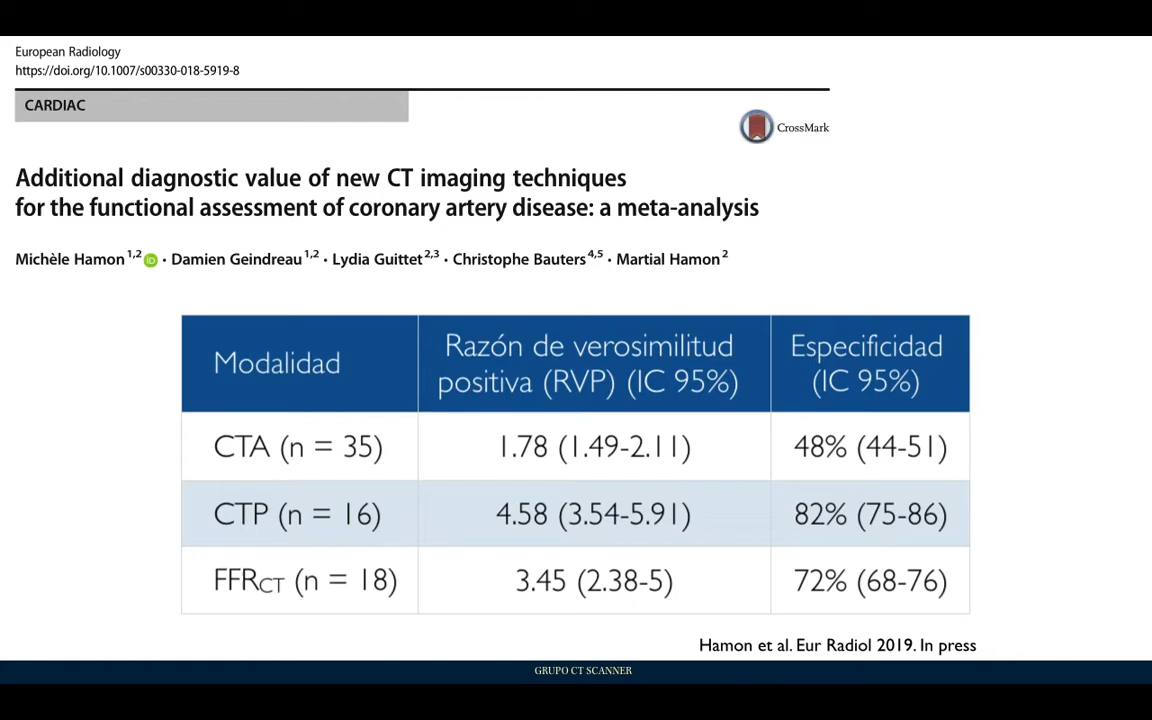 European Radiology
https://doi.org/10.1007/s00330-018-5919-8
CARDIAC
CrossMark
Additional diagnostic value of new CT imaging techniques
for the functional assessment of coronary artery disease: a meta-analysis
Michèle Hamon 1,2 iD · Damien Geindreau 1,2 · Lydia Guittet 2,3 · Christophe Bauters 4,5 · Martial Hamon 2
Modalidad
Razón de verosimilitud
positiva (RVP) (IC 95%)
Especificidad
(IC 95%)
CTA (n = 35) 1.78 (1.49-2.11) 48% (44-51)
CTP (n = 16) 4.58 (3.54-5.91) 82% (75-86)
FFRCT (n = 18) 3.45 (2.38-5) 72% (68-76)
Hamon et al. Eur Radiol 2019. In press
GRUPO CT SCANNER